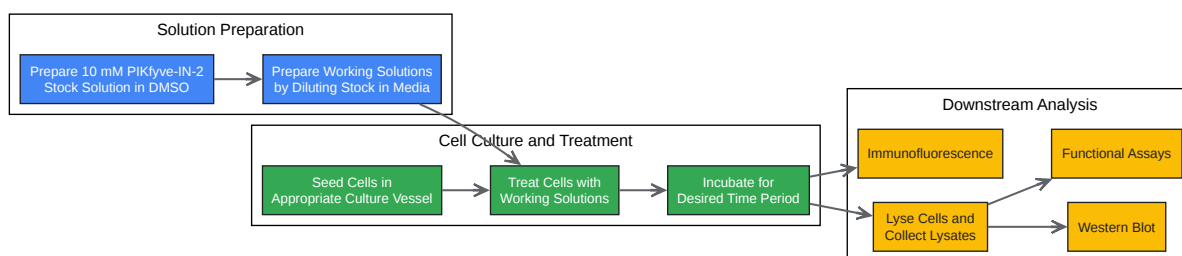 Solution Preparation
Prepare 10 mM PIKfyve-IN-2
Stock Solution in DMSO
Prepare Working Solutions
by Diluting Stock in Media
Cell Culture and Treatment
Seed Cells in
Appropriate Culture Vessel
Treat Cells with
Working Solutions
Incubate for
Desired Time Period
Downstream Analysis
Immunofluorescence
Functional Assays
Lyse Cells and
Collect Lysates
Western Blot